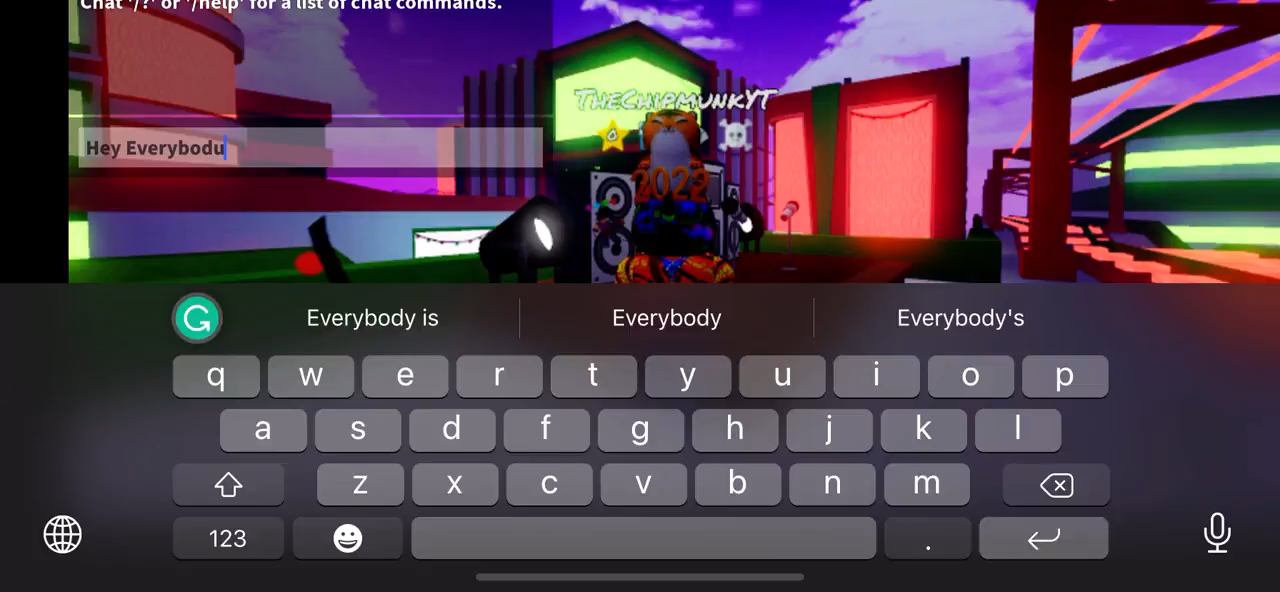 Chat '/?' or '/help' for a list of chat commands.
TheChipmunkYT
Hey Everybodu
2022
Everybody is Everybody Everybody's
q w e r t y u i o p
a s d f g h j k l
z x c v b n m
123 .